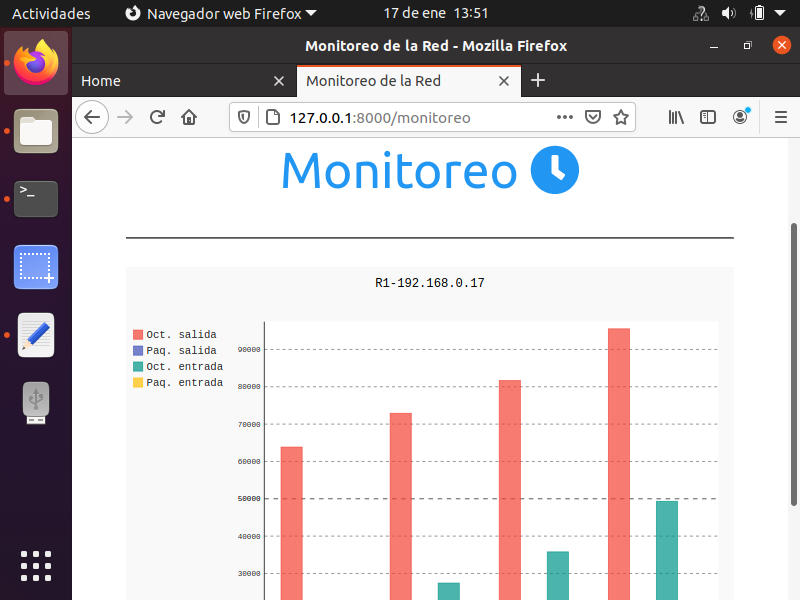 Actividades
Navegador web Firefox
17 de ene 13:51
Monitoreo de la Red - Mozilla Firefox
Home
Monitoreo de la Red
127.0.0.1:8000/monitoreo
Monitoreo
R1-192.168.0.17
Oct. salida
Paq. salida
Oct. entrada
Paq. entrada
90000
80000
70000
60000
50000
40000
30000